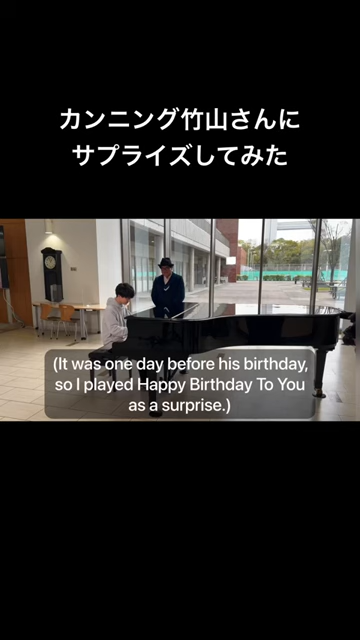 カンニング竹山さんに
サプライズしてみた
(It was one day before his birthday,
so I played Happy Birthday To You
as a surprise.)